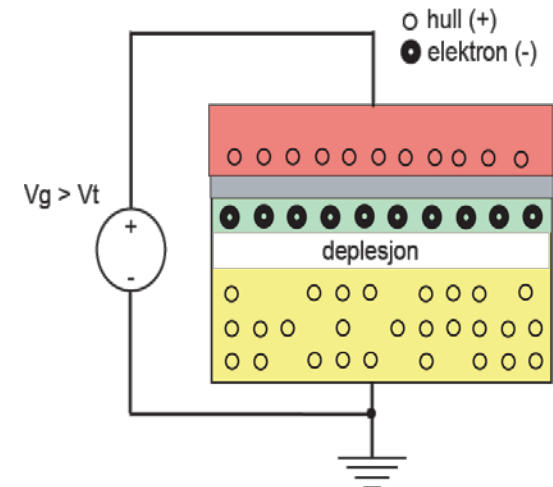 hull (+)
elektron (-)
Vg > Vt
+
-
deplesjon